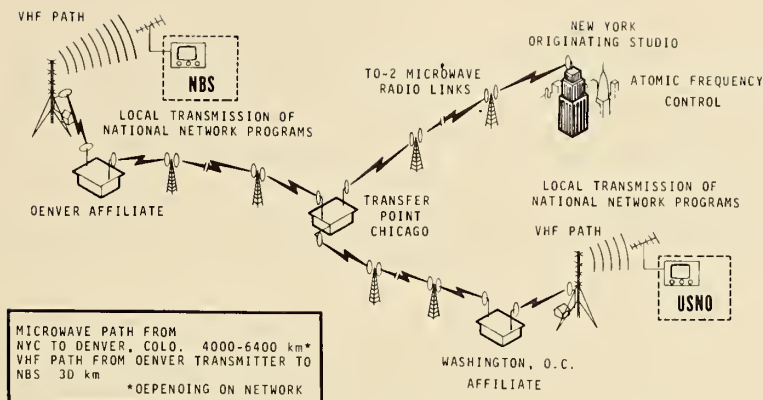 VHF PATH
NBS
LOCAL TRANSMISSION OF
NATIONAL NETWORK PROGRAMS
OENVER AFFILIATE
NEW YORK
ORIGINATING STUDIO
TO-2 MICROWAVE
RADIO LINKS
ATOMIC FREQUENCY
CONTROL
TRANSFER
POINT
CHICAGO
LOCAL TRANSMISSION OF
NATIONAL NETWORK PROGRAMS
VHF PATH
USNO
WASHINGTON, O.C.
AFFILIATE
MICROWAVE PATH FROM
NYC TO DENVER, COLO. 4000-6400 km*
VHF PATH FROM OENVER TRANSMITTER TO
NBS 3D km
*OEPENOING ON NETWORK